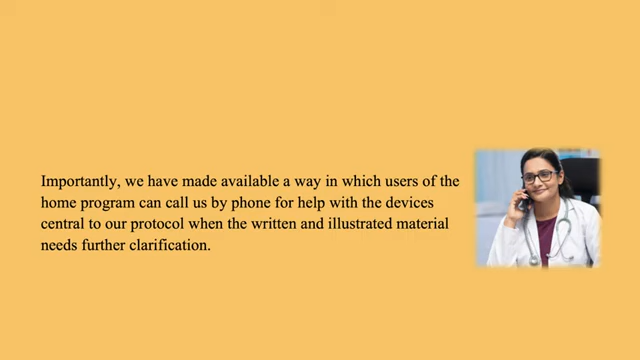 Importantly, we have made available a way in which users of the
home program can call us by phone for help with the devices
central to our protocol when the written and illustrated material
needs further clarification.